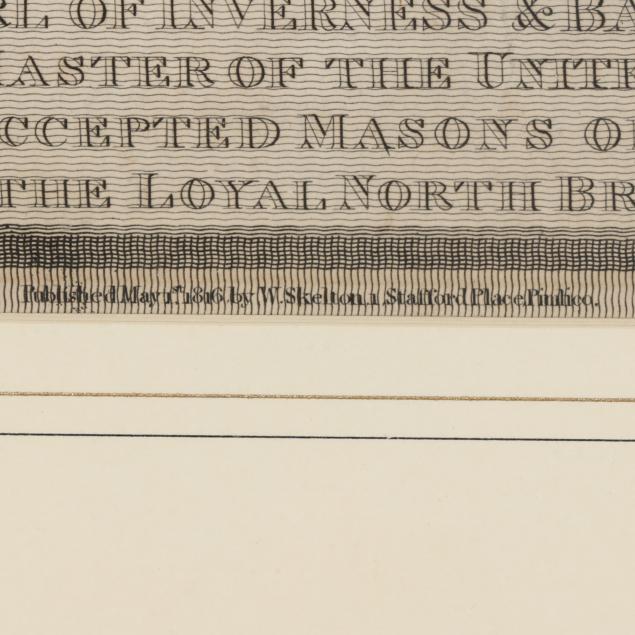 RL OF INVERNESS & BA
MASTER OF THE UNITE
CCEPTED MASONS O
THE LOYAL NORTH BR
Published May 1st. 1816, by W. Skelton, 1, Stafford Place, Pimlico.